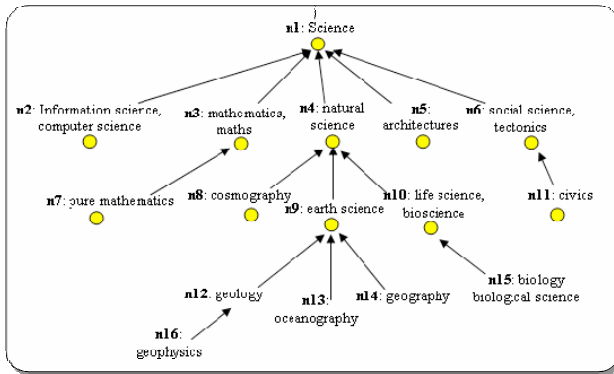 n1: Science
n2: Information science,
computer science
n3: mathematics,
maths
n4: natural
science
n5:
architectures
n6: social science,
tectonics
n7: pure mathematics
n8: cosmography
n9: earth science
n10: life science,
bioscience
n11: civics
n12: geology
n13:
oceanography
n14: geography
n15: biology
biological science
n16:
geophysics